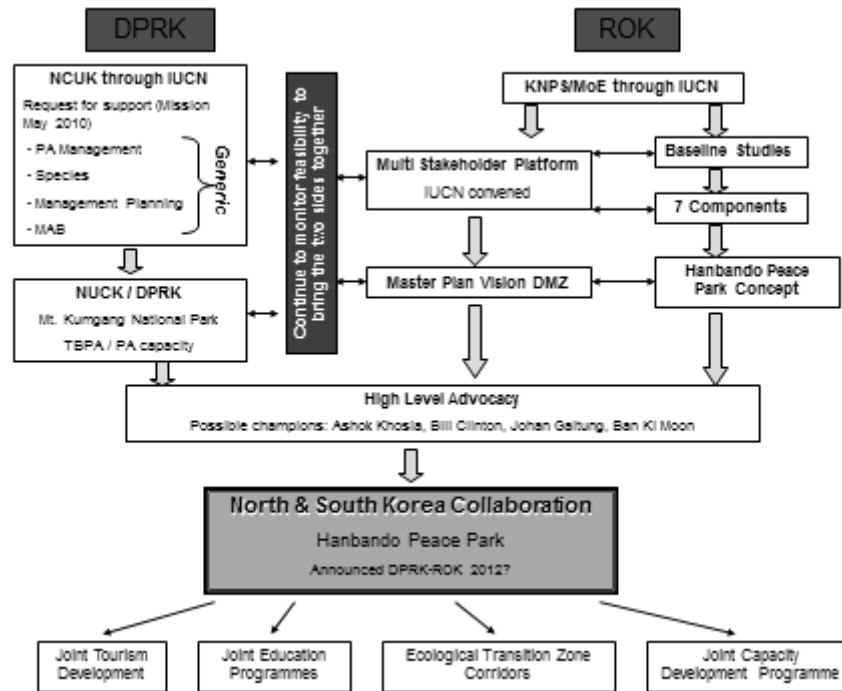 DPRK
ROK
NCUK through IUCN
Request for support (Mission
May 2010)
- PA Management
- Species
- Management Planning
- MAB
Generic
Continue to monitor feasibility to
bring the two sides together
KNPS/MoE through IUCN
Multi Stakeholder Platform
IUCN convened
Baseline Studies
7 Components
NUCK / DPRK
Mt. Kumgang National Park
TBPA / PA capacity
Master Plan Vision DMZ
Hanbando Peace
Park Concept
High Level Advocacy
Possible champions: Ashok Khosla, Bill Clinton, Johan Galtung, Ban Ki Moon
North & South Korea Collaboration
Hanbando Peace Park
Announced DPRK-ROK 2012?
Joint Tourism
Development
Joint Education
Programmes
Ecological Transition Zone
Corridors
Joint Capacity
Development Programme